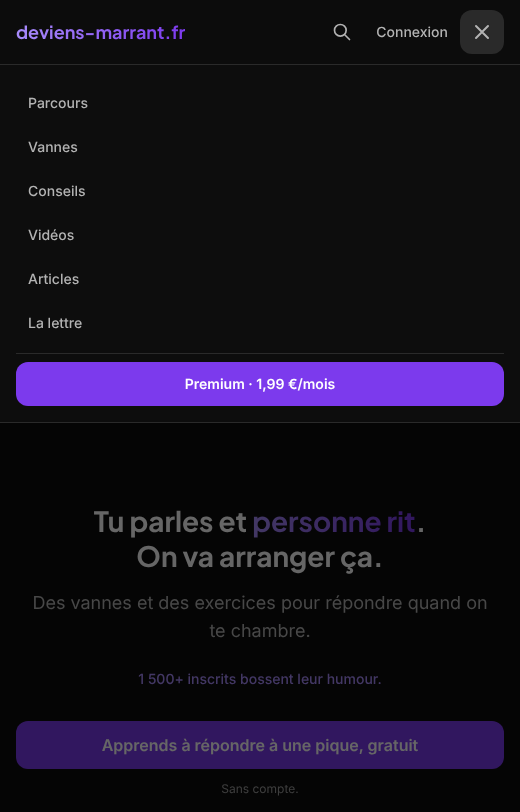 deviens-marrant.fr
Connexion
Parcours
Vannes
Conseils
Vidéos
Articles
La lettre
Premium · 1,99 €/mois
Tu parles et personne rit.
On va arranger ça.
Des vannes et des exercices pour répondre quand on
te chambre.
1 500+ inscrits bossent leur humour.
Apprends à répondre à une pique, gratuit
Sans compte.